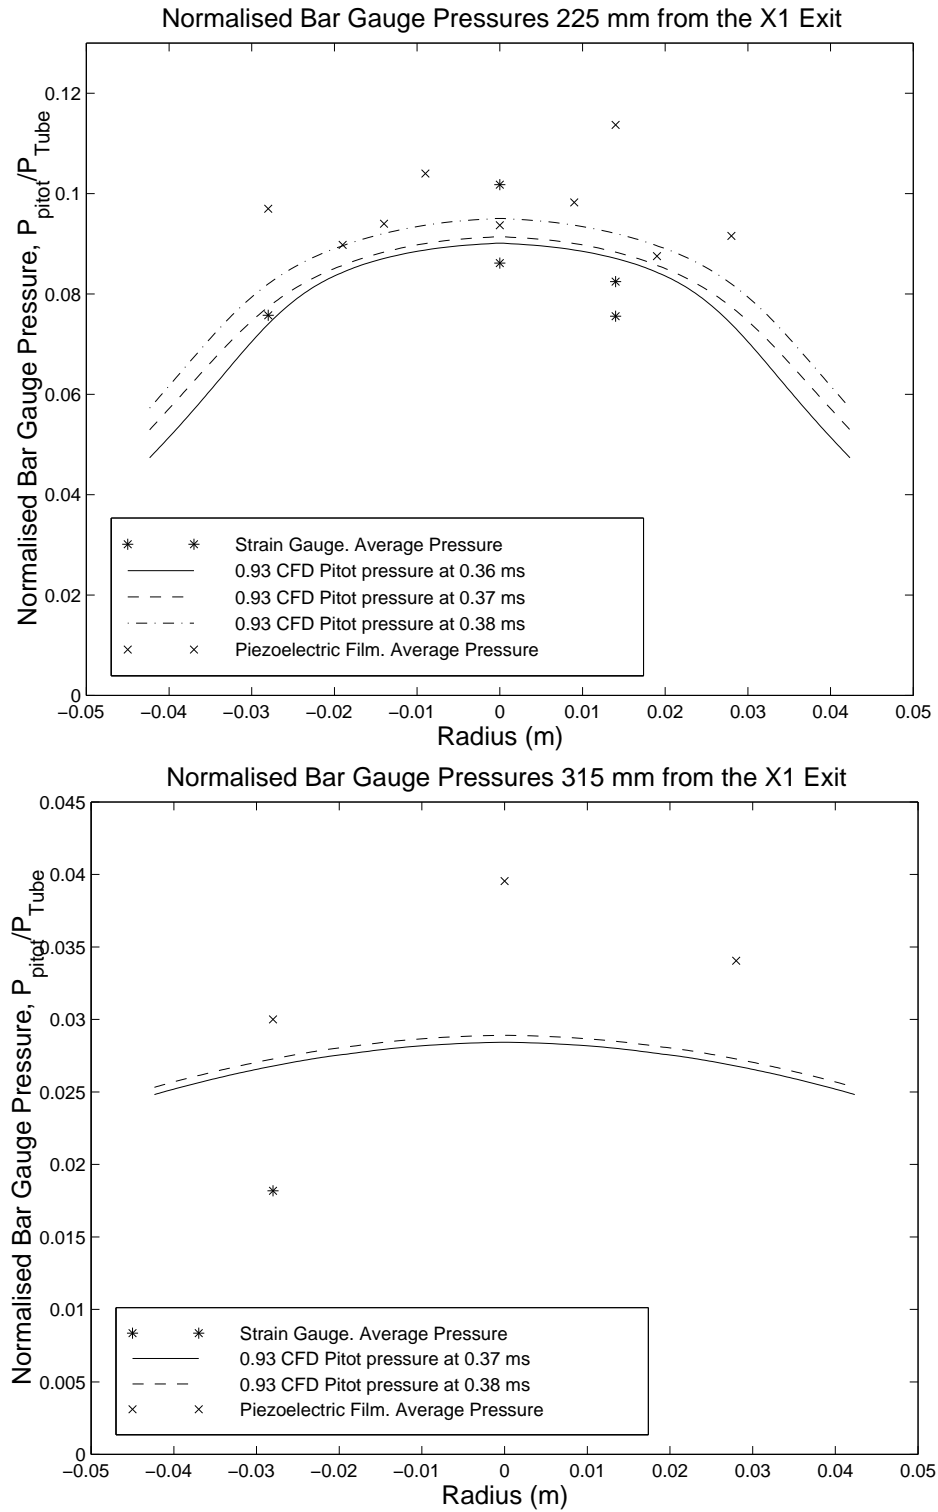 Normalised Bar Gauge Pressures 225 mm from the X1 Exit
Normalised Bar Gauge Pressure, P_pitot/P_Tube
0.12
0.1
0.08
0.06
0.04
0.02
0
Strain Gauge. Average Pressure
0.93 CFD Pitot pressure at 0.36 ms
0.93 CFD Pitot pressure at 0.37 ms
0.93 CFD Pitot pressure at 0.38 ms
Piezoelectric Film. Average Pressure
−0.05 −0.04 −0.03 −0.02 −0.01 0 0.01 0.02 0.03 0.04 0.05
Radius (m)
Normalised Bar Gauge Pressures 315 mm from the X1 Exit
Normalised Bar Gauge Pressure, P_pitot/P_Tube
0.045
0.04
0.035
0.03
0.025
0.02
0.015
0.01
0.005
0
Strain Gauge. Average Pressure
0.93 CFD Pitot pressure at 0.37 ms
0.93 CFD Pitot pressure at 0.38 ms
Piezoelectric Film. Average Pressure
−0.05 −0.04 −0.03 −0.02 −0.01 0 0.01 0.02 0.03 0.04 0.05
Radius (m)